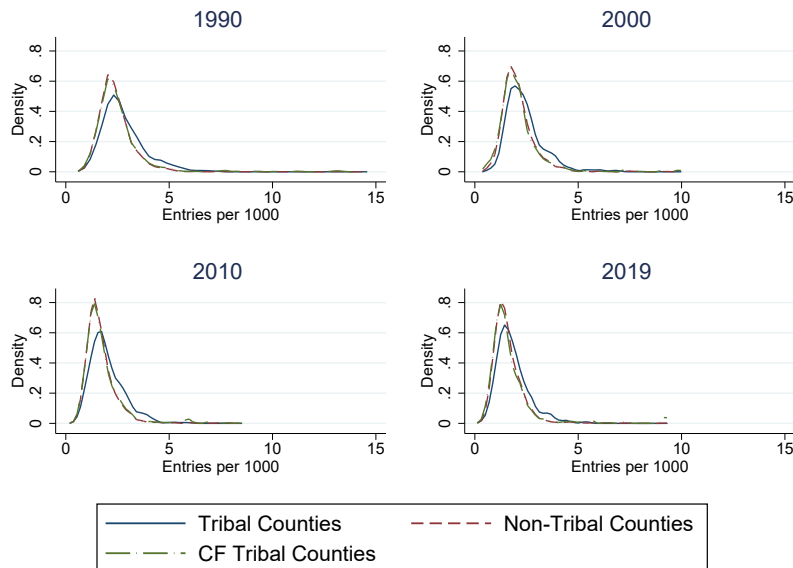 1990
2000
Density
0 .2 .4 .6 .8
0 5 10 15
Entries per 1000
Density
0 .2 .4 .6 .8
0 5 10 15
Entries per 1000
2010
2019
Density
0 .2 .4 .6 .8
0 5 10 15
Entries per 1000
Density
0 .2 .4 .6 .8
0 5 10 15
Entries per 1000
Tribal Counties
Non-Tribal Counties
CF Tribal Counties